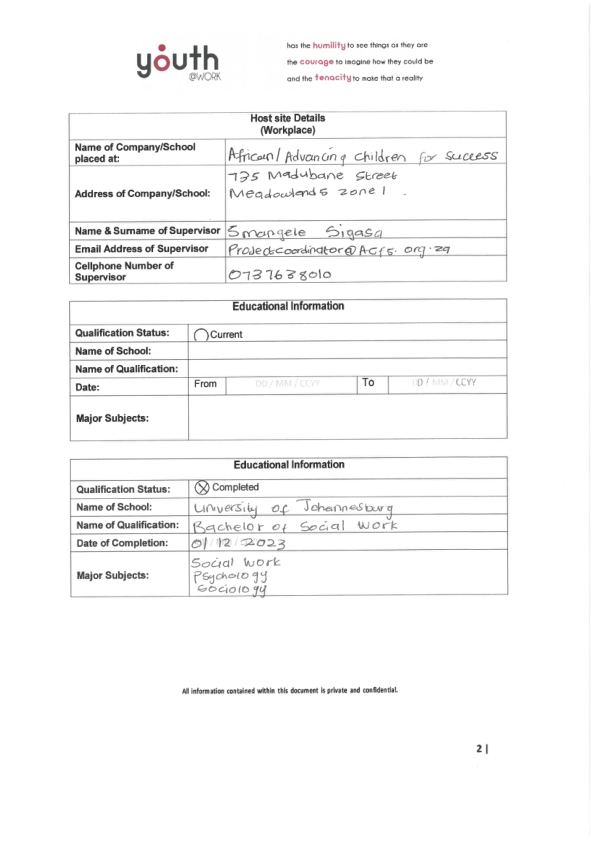 youth
@WORK
has the humility to see things as they are
the courage to imagine how they could be
and the tenacity to make that a reality
Host site Details
(Workplace)
Name of Company/School placed at: African/Advancing Children for Success
Address of Company/School: 735 Madubane Street
Meadowlands zone 1 .
Name & Surname of Supervisor Smangele Sigasa
Email Address of Supervisor Projectscoordinator@Acfs.org.za
Cellphone Number of Supervisor 0737638010
Educational Information
Qualification Status: Current
Name of School:
Name of Qualification:
Date: From DD / MM / CCYY To DD / MM / CCYY
Major Subjects:
Educational Information
Qualification Status: Completed
Name of School: University of Johannesburg
Name of Qualification: Bachelor of Social Work
Date of Completion: 01/12/2023
Major Subjects: Social Work
Psychology
Sociology
All information contained within this document is private and confidential.
2 |